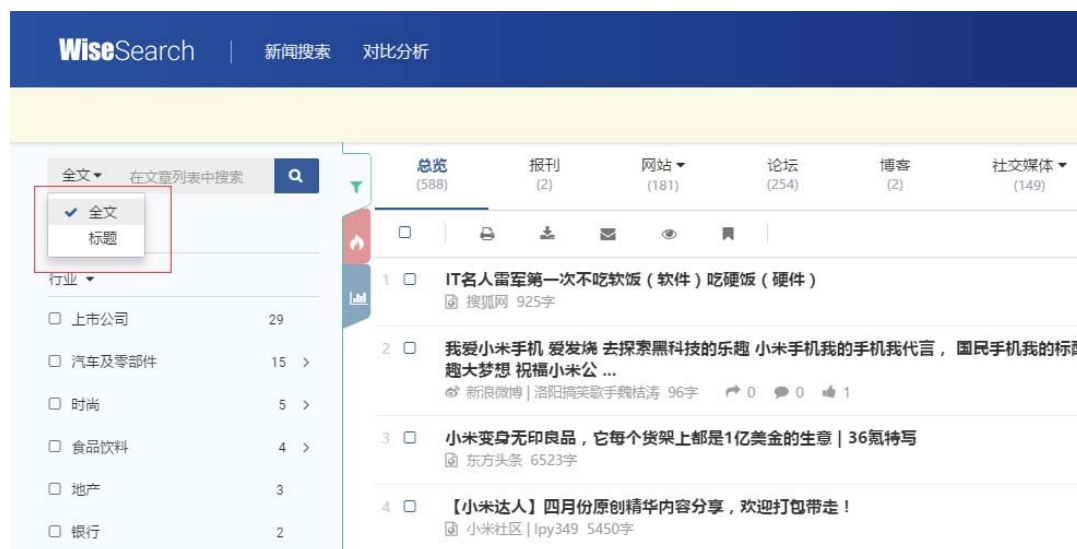 WiseSearch 新闻搜索 对比分析
全文 在文章列表中搜索
全文
标题
行业
上市公司 29
汽车及零部件 15
时尚 5
食品饮料 4
地产 3
银行 2
总览 报刊 网站 论坛 博客 社交媒体
(588) (2) (181) (254) (2) (149)
1 IT名人雷军第一次不吃软饭（软件）吃硬饭（硬件）
搜狐网 925字
2 我爱小米手机 爱发烧 去探索黑科技的乐趣 小米手机我的手机我代言， 国民手机我的标配
趣大梦想 祝福小米公 ...
新浪微博 | 洛阳搞笑歌手魏桔涛 96字 0 0 1
3 小米变身无印良品，它每个货架上都是1亿美金的生意 | 36氪特写
东方头条 6523字
4 【小米达人】四月份原创精华内容分享，欢迎打包带走！
小米社区 | lpy349 5450字